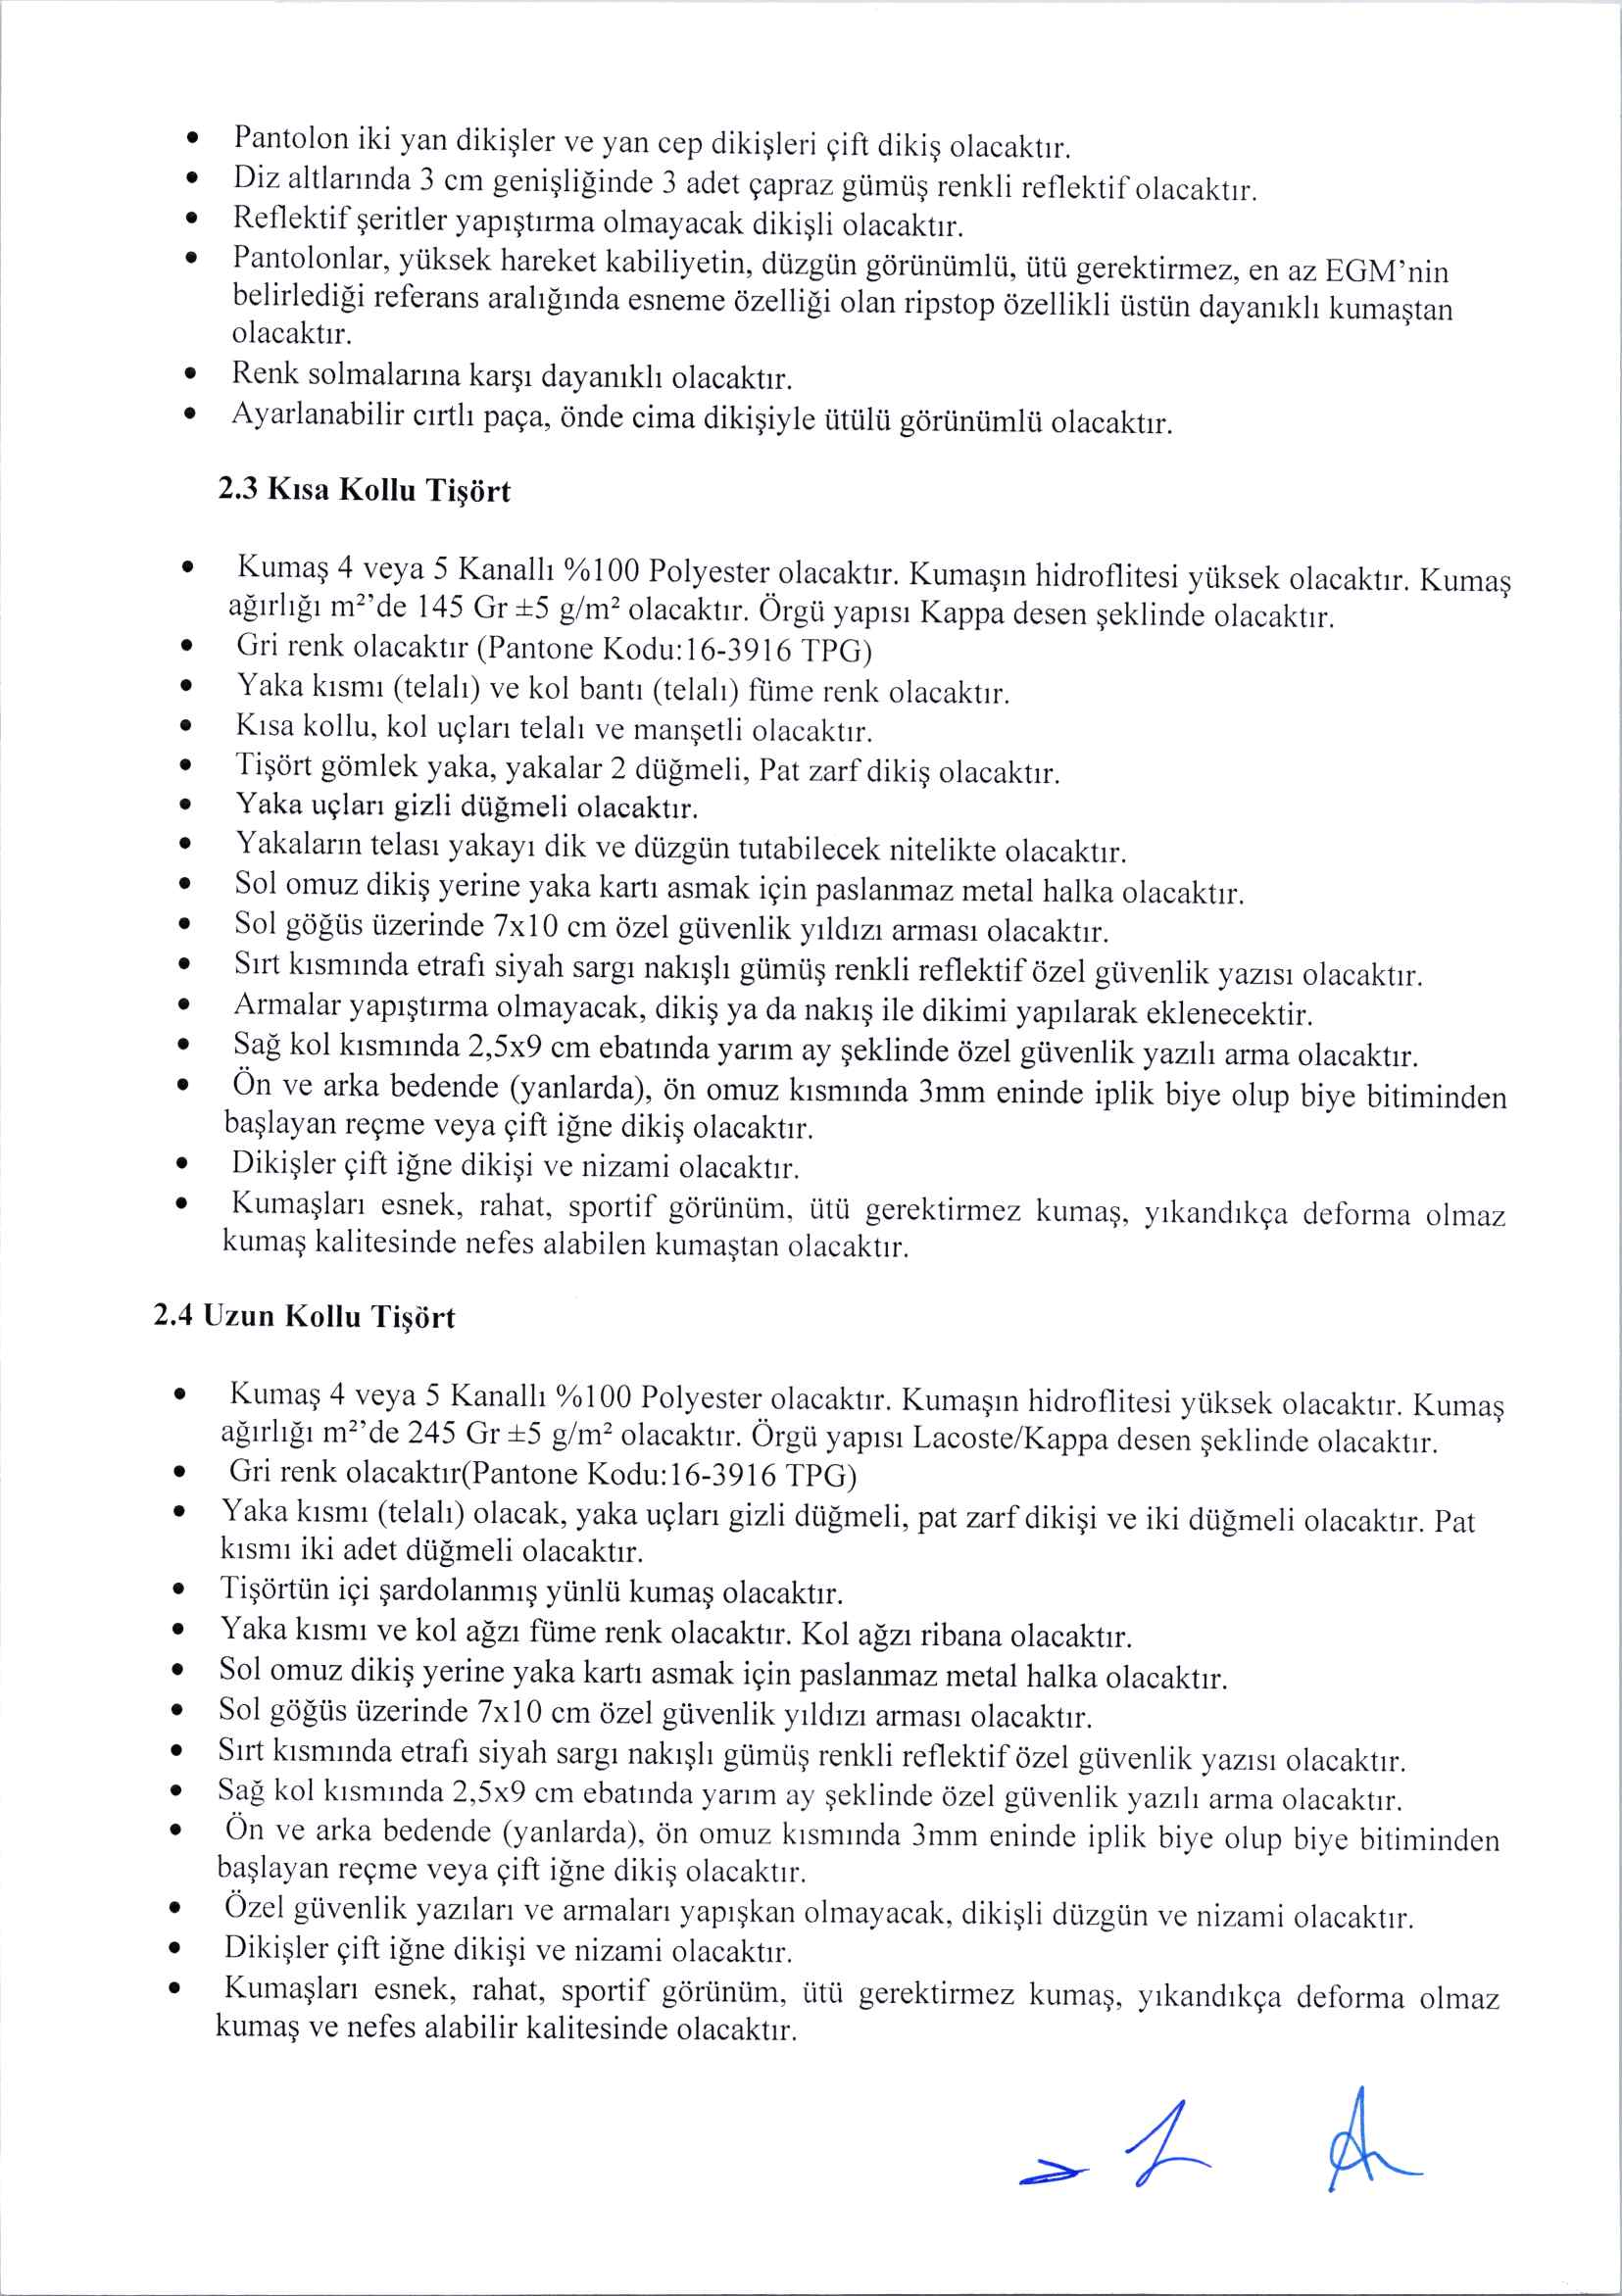 • Pantolon iki yan dikişler ve yan cep dikişleri çift dikiş olacaktır.
• Diz altlarında 3 cm genişliğinde 3 adet çapraz gümüş renkli reflektif olacaktır.
• Reflektif şeritler yapıştırma olmayacak dikişli olacaktır.
• Pantolonlar, yüksek hareket kabiliyetin, düzgün görünümlü, ütü gerektirmez, en az EGM'nin
belirlediği referans aralığında esneme özelliği olan ripstop özellikli üstün dayanıklı kumaştan
olacaktır.
• Renk solmalarına karşı dayanıklı olacaktır.
• Ayarlanabilir cırtlı paça, önde cima dikişiyle ütülü görünümlü olacaktır.
2.3 Kısa Kollu Tişört
• Kumaş 4 veya 5 Kanallı %100 Polyester olacaktır. Kumaşın hidroflitesi yüksek olacaktır. Kumaş
ağırlığı m²'de 145 Gr ±5 g/m² olacaktır. Örgü yapısı Kappa desen şeklinde olacaktır.
• Gri renk olacaktır (Pantone Kodu:16-3916 TPG)
• Yaka kısmı (telalı) ve kol bantı (telalı) füme renk olacaktır.
• Kısa kollu, kol uçları telalı ve manşetli olacaktır.
• Tişört gömlek yaka, yakalar 2 düğmeli, Pat zarf dikiş olacaktır.
• Yaka uçları gizli düğmeli olacaktır.
• Yakaların telası yakayı dik ve düzgün tutabilecek nitelikte olacaktır.
• Sol omuz dikiş yerine yaka kartı asmak için paslanmaz metal halka olacaktır.
• Sol göğüs üzerinde 7x10 cm özel güvenlik yıldızı arması olacaktır.
• Sırt kısmında etrafı siyah sargı nakışlı gümüş renkli reflektif özel güvenlik yazısı olacaktır.
• Armalar yapıştırma olmayacak, dikiş ya da nakış ile dikimi yapılarak eklenecektir.
• Sağ kol kısmında 2,5x9 cm ebatında yarım ay şeklinde özel güvenlik yazılı arma olacaktır.
• Ön ve arka bedende (yanlarda), ön omuz kısmında 3mm eninde iplik biye olup biye bitiminden
başlayan reçme veya çift iğne dikiş olacaktır.
• Dikişler çift iğne dikişi ve nizami olacaktır.
• Kumaşları esnek, rahat, sportif görünüm, ütü gerektirmez kumaş, yıkandıkça deforma olmaz
kumaş kalitesinde nefes alabilen kumaştan olacaktır.
2.4 Uzun Kollu Tişört
• Kumaş 4 veya 5 Kanallı %100 Polyester olacaktır. Kumaşın hidroflitesi yüksek olacaktır. Kumaş
ağırlığı m²'de 245 Gr ±5 g/m² olacaktır. Örgü yapısı Lacoste/Kappa desen şeklinde olacaktır.
• Gri renk olacaktır(Pantone Kodu:16-3916 TPG)
• Yaka kısmı (telalı) olacak, yaka uçları gizli düğmeli, pat zarf dikişi ve iki düğmeli olacaktır. Pat
kısmı iki adet düğmeli olacaktır.
• Tişörtün içi şardolanmış yünlü kumaş olacaktır.
• Yaka kısmı ve kol ağzı füme renk olacaktır. Kol ağzı ribana olacaktır.
• Sol omuz dikiş yerine yaka kartı asmak için paslanmaz metal halka olacaktır.
• Sol göğüs üzerinde 7x10 cm özel güvenlik yıldızı arması olacaktır.
• Sırt kısmında etrafı siyah sargı nakışlı gümüş renkli reflektif özel güvenlik yazısı olacaktır.
• Sağ kol kısmında 2,5x9 cm ebatında yarım ay şeklinde özel güvenlik yazılı arma olacaktır.
• Ön ve arka bedende (yanlarda), ön omuz kısmında 3mm eninde iplik biye olup biye bitiminden
başlayan reçme veya çift iğne dikiş olacaktır.
• Özel güvenlik yazıları ve armaları yapışkan olmayacak, dikişli düzgün ve nizami olacaktır.
• Dikişler çift iğne dikişi ve nizami olacaktır.
• Kumaşları esnek, rahat, sportif görünüm, ütü gerektirmez kumaş, yıkandıkça deforma olmaz
kumaş ve nefes alabilir kalitesinde olacaktır.